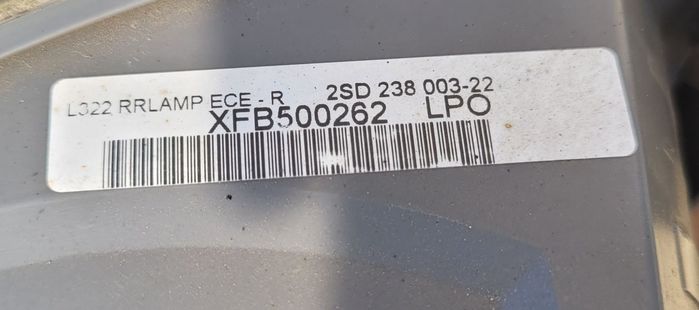 L322 RRLAMP ECE - R 2SD 238 003-22
XFB500262 LPO